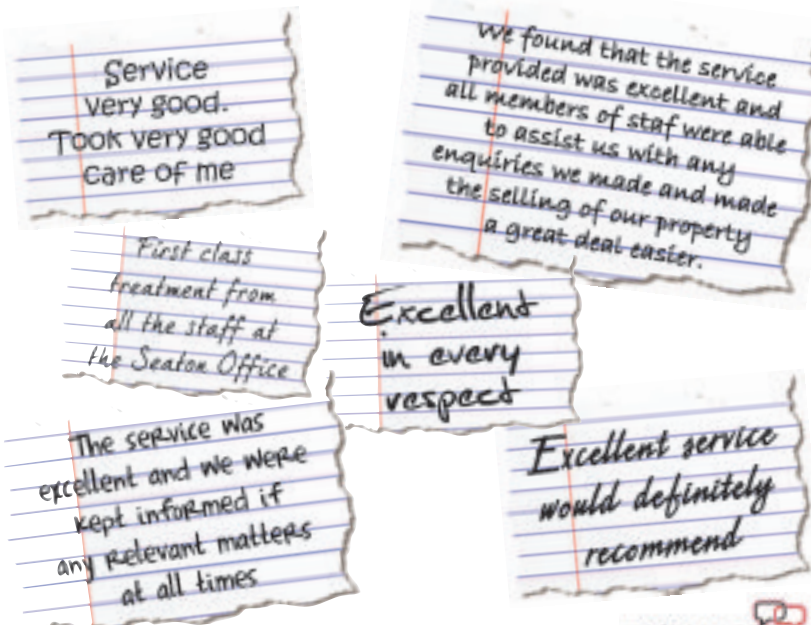 Service
very good.
Took very good
care of me
We found that the service
provided was excellent and
all members of staf were able
to assist us with any
enquiries we made and made
the selling of our property
a great deal easier.
First class
treatment from
all the staff at
the Seaton Office
Excellent
in every
respect
The service was
excellent and we were
kept informed if
any relevant matters
at all times
Excellent service
would definitely
recommend